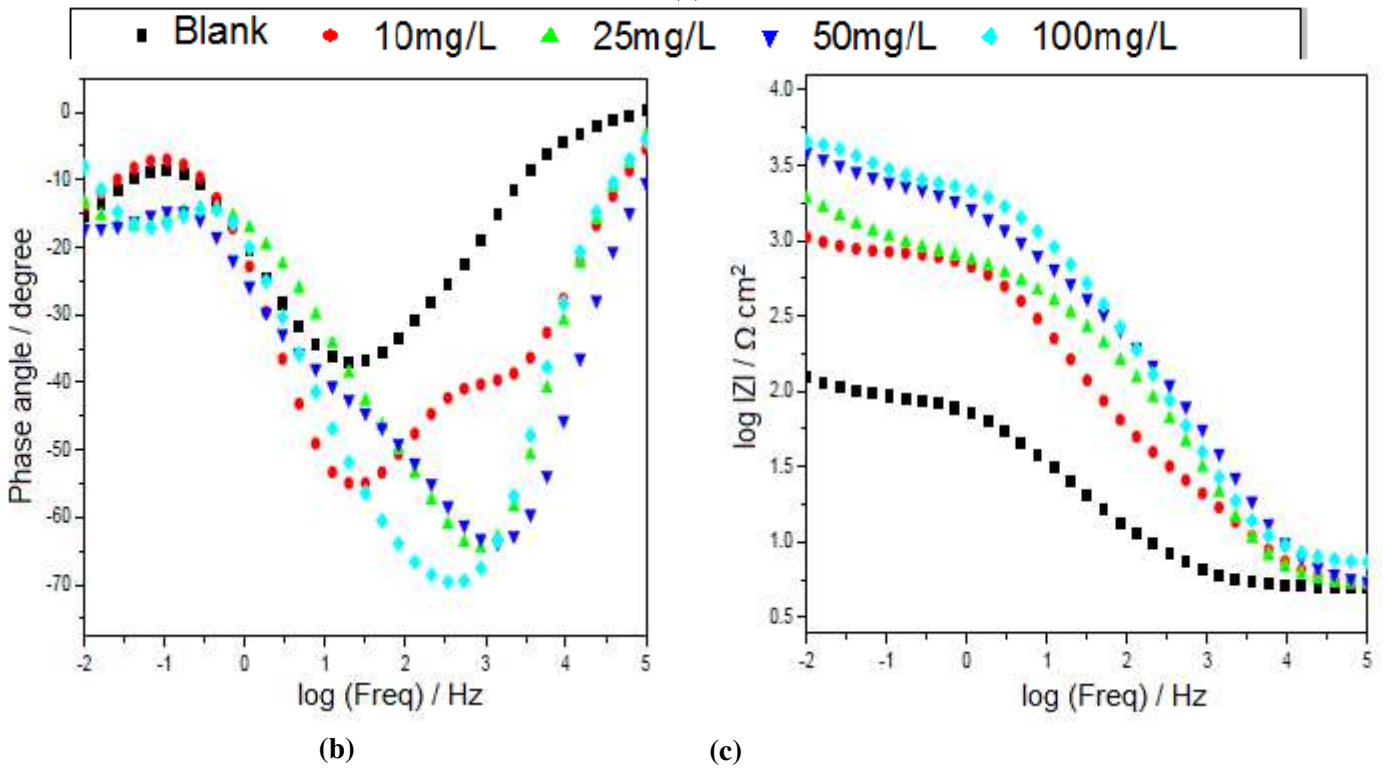 Blank 10mg/L 25mg/L 50mg/L 100mg/L
0
-10
-20
-30
-40
-50
-60
-70
Phase angle / degree
-2 -1 0 1 2 3 4 5
log (Freq) / Hz
4.0
3.5
3.0
2.5
2.0
1.5
1.0
0.5
log |Z| / Ω cm²
-2 -1 0 1 2 3 4 5
log (Freq) / Hz
(b) (c)